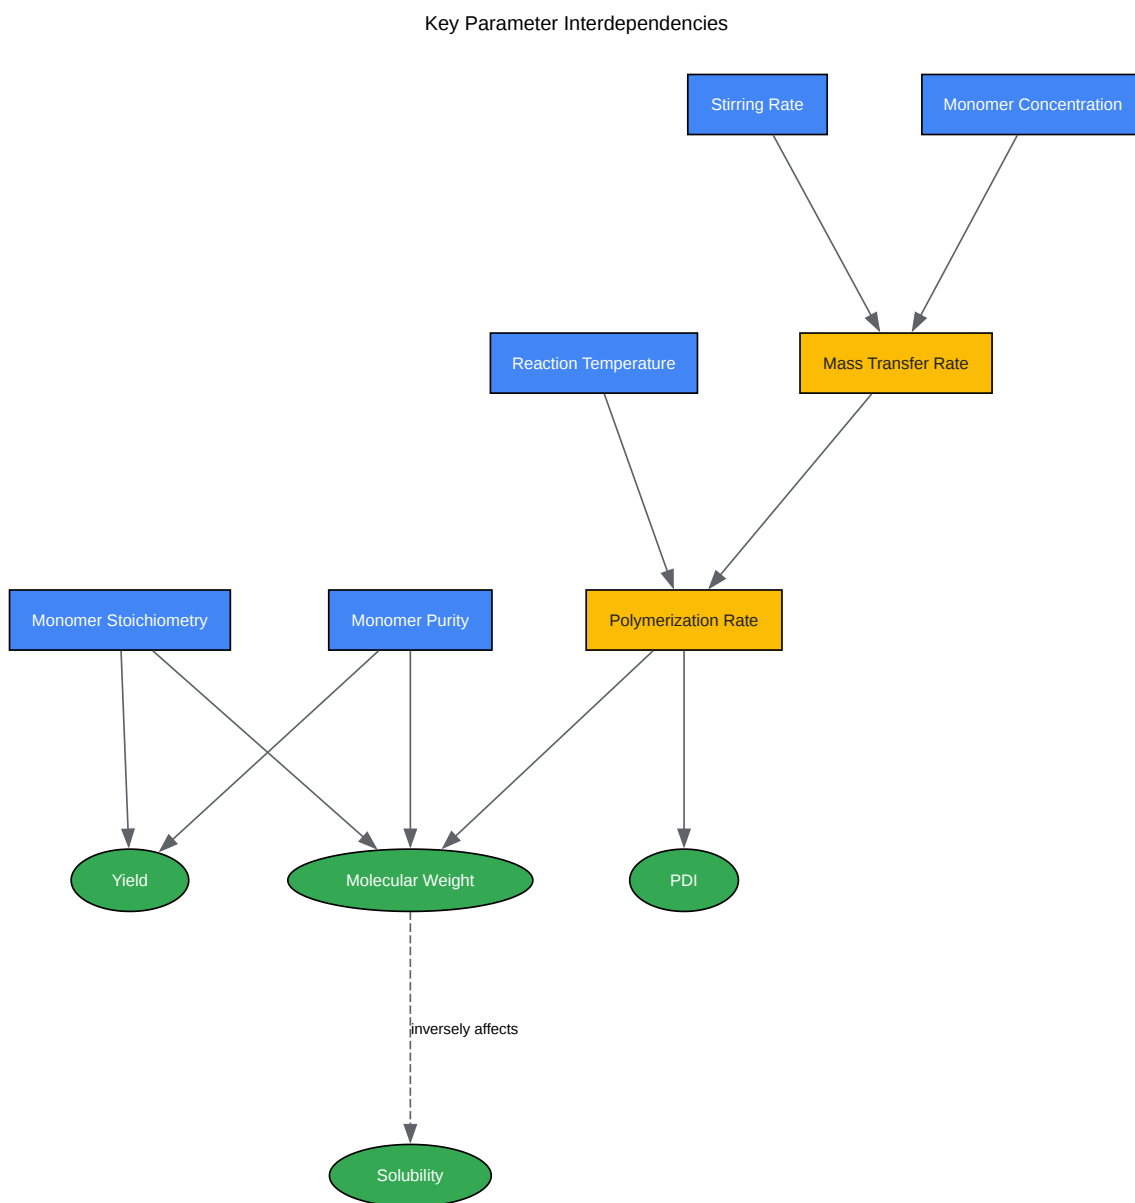 Key Parameter Interdependencies
Stirring Rate
Monomer Concentration
Reaction Temperature
Mass Transfer Rate
Monomer Stoichiometry
Monomer Purity
Polymerization Rate
Yield
Molecular Weight
PDI
inversely affects
Solubility